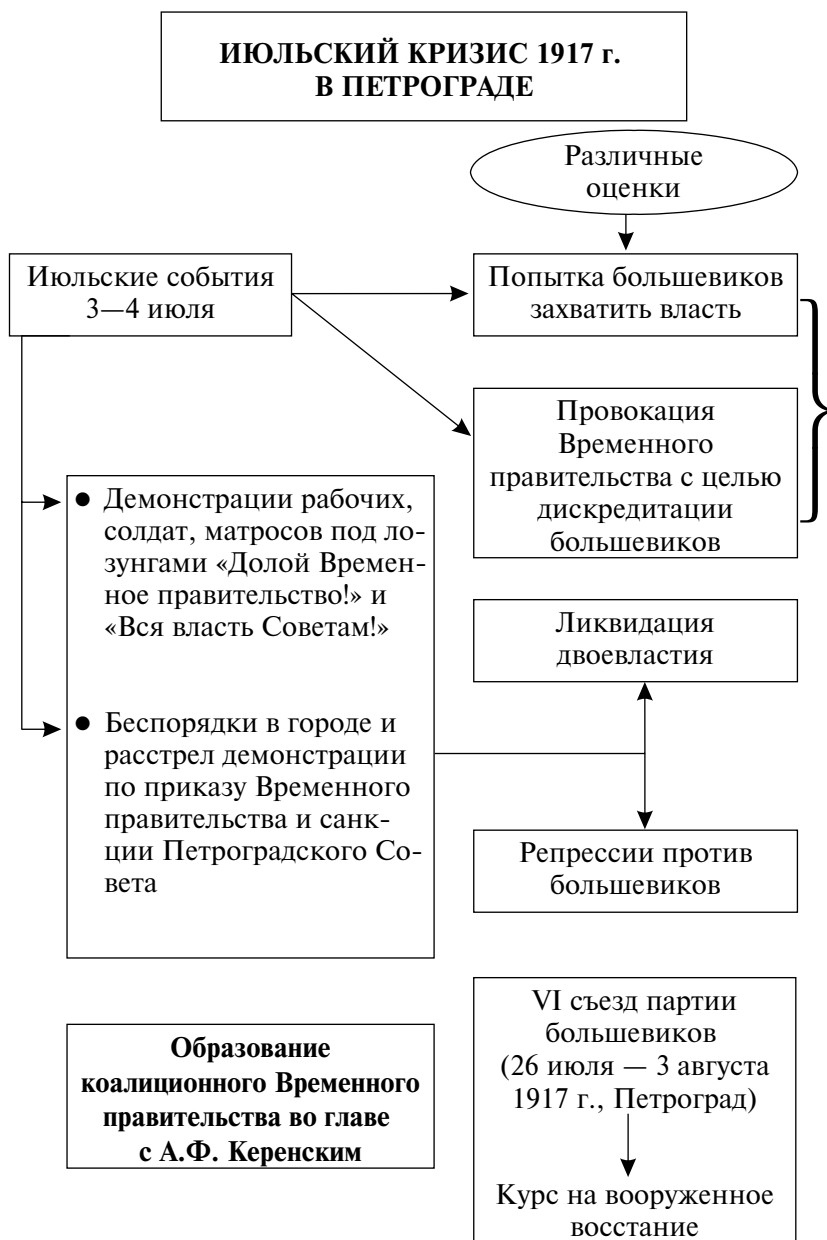 ИЮЛЬСКИЙ КРИЗИС 1917 г.
В ПЕТРОГРАДЕ
Различные
оценки
Июльские события
3—4 июля
Попытка большевиков
захватить власть
Провокация
Временного
правительства с целью
дискредитации
большевиков
● Демонстрации рабочих,
солдат, матросов под ло-
зунгами «Долой Времен-
ное правительство!» и
«Вся власть Советам!»
● Беспорядки в городе и
расстрел демонстрации
по приказу Временного
правительства и санк-
ции Петроградского Со-
вета
Ликвидация
двоевластия
Репрессии против
большевиков
Образование
коалиционного Временного
правительства во главе
с А.Ф. Керенским
VI съезд партии
большевиков
(26 июля — 3 августа
1917 г., Петроград)
Курс на вооруженное
восстание